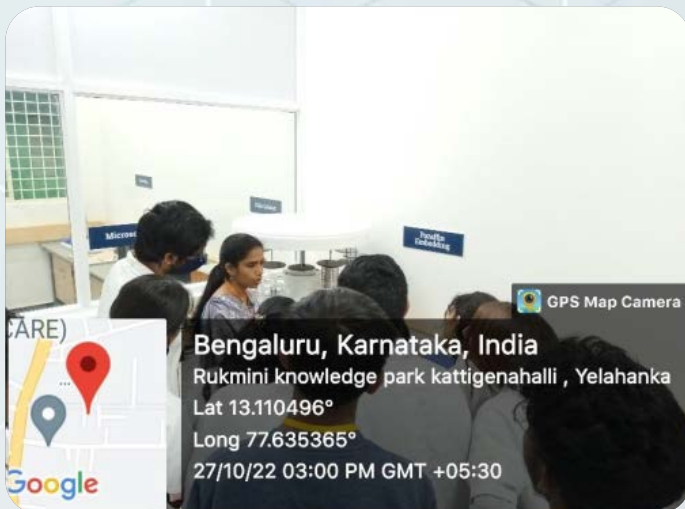 Microsc
Paraffin
Embedding
GPS Map Camera
CARE)
Google
Bengaluru, Karnataka, India
Rukmini knowledge park kattigenahalli , Yelahanka
Lat 13.110496°
Long 77.635365°
27/10/22 03:00 PM GMT +05:30